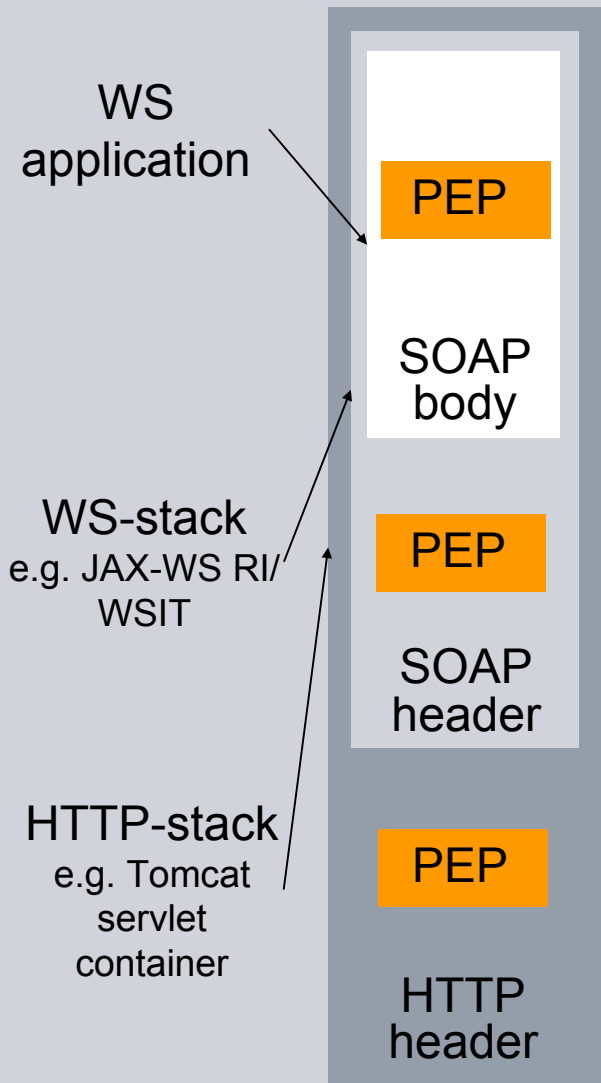 WS
application
PEP
SOAP
body
WS-stack
e.g. JAX-WS RI/
WSIT
PEP
SOAP
header
HTTP-stack
e.g. Tomcat
servlet
container
PEP
HTTP
header